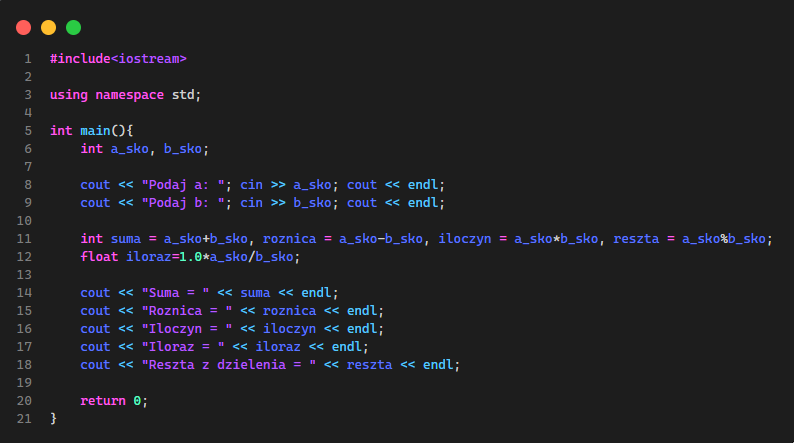 1 #include<iostream>
2
3 using namespace std;
4
5 int main(){
6     int a_sko, b_sko;
7
8     cout << "Podaj a: "; cin >> a_sko; cout << endl;
9     cout << "Podaj b: "; cin >> b_sko; cout << endl;
10
11     int suma = a_sko+b_sko, roznica = a_sko-b_sko, iloczyn = a_sko*b_sko, reszta = a_sko%b_sko;
12     float iloraz=1.0*a_sko/b_sko;
13
14     cout << "Suma = " << suma << endl;
15     cout << "Roznica = " << roznica << endl;
16     cout << "Iloczyn = " << iloczyn << endl;
17     cout << "Iloraz = " << iloraz << endl;
18     cout << "Reszta z dzielenia = " << reszta << endl;
19
20     return 0;
21 }